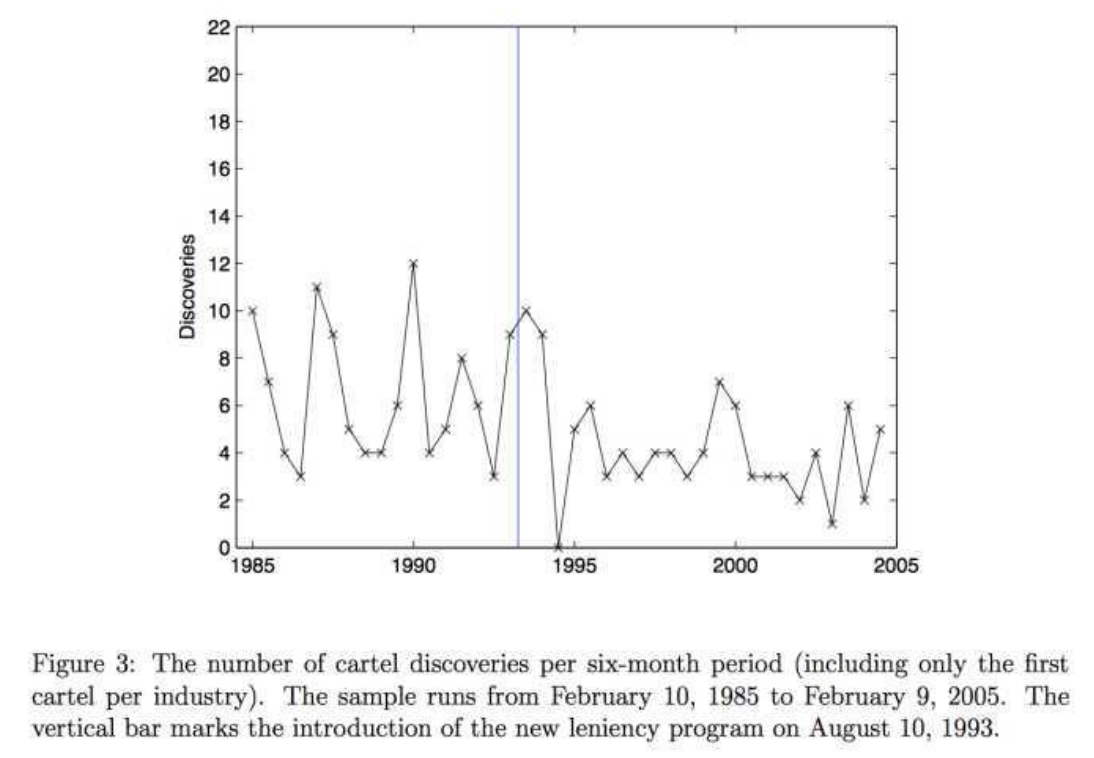 22
20
18
16
14
12
10
8
6
4
2
0
Discoveries
1985 1990 1995 2000 2005
Figure 3: The number of cartel discoveries per six-month period (including only the first
cartel per industry). The sample runs from February 10, 1985 to February 9, 2005. The
vertical bar marks the introduction of the new leniency program on August 10, 1993.